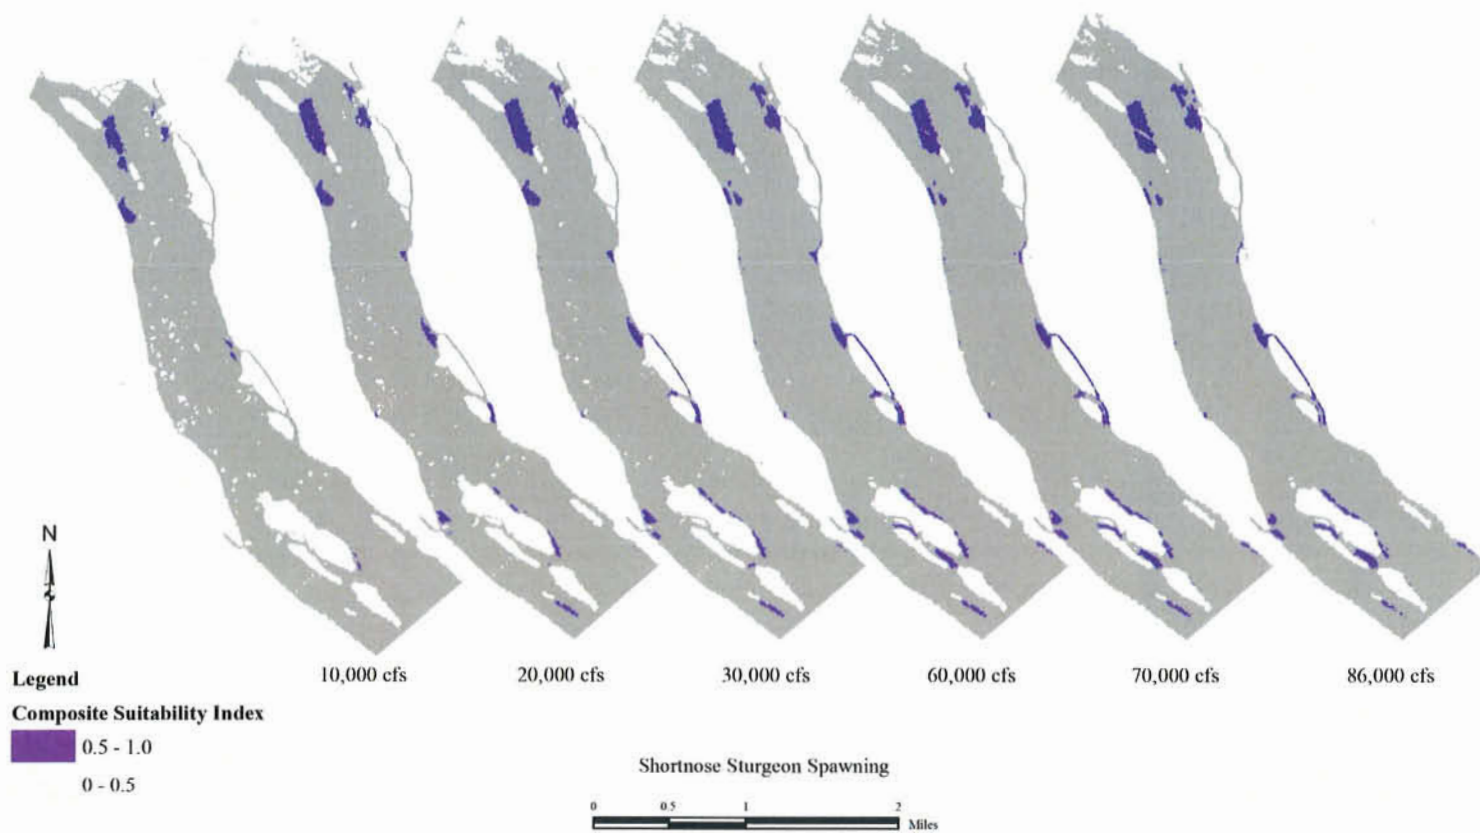 N
10,000 cfs 20,000 cfs 30,000 cfs 60,000 cfs 70,000 cfs 86,000 cfs
Legend
Composite Suitability Index
0.5 - 1.0
0 - 0.5
Shortnose Sturgeon Spawning
0 0.5 1 2
Miles